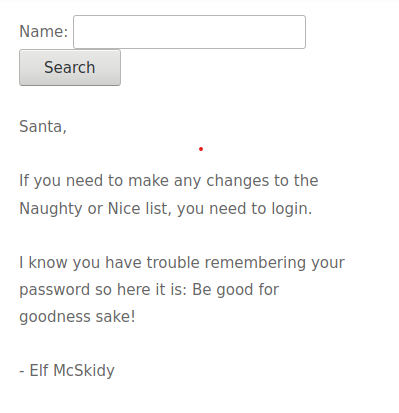 Name:
Search
Santa,
If you need to make any changes to the
Naughty or Nice list, you need to login.
I know you have trouble remembering your
password so here it is: Be good for
goodness sake!
- Elf McSkidy